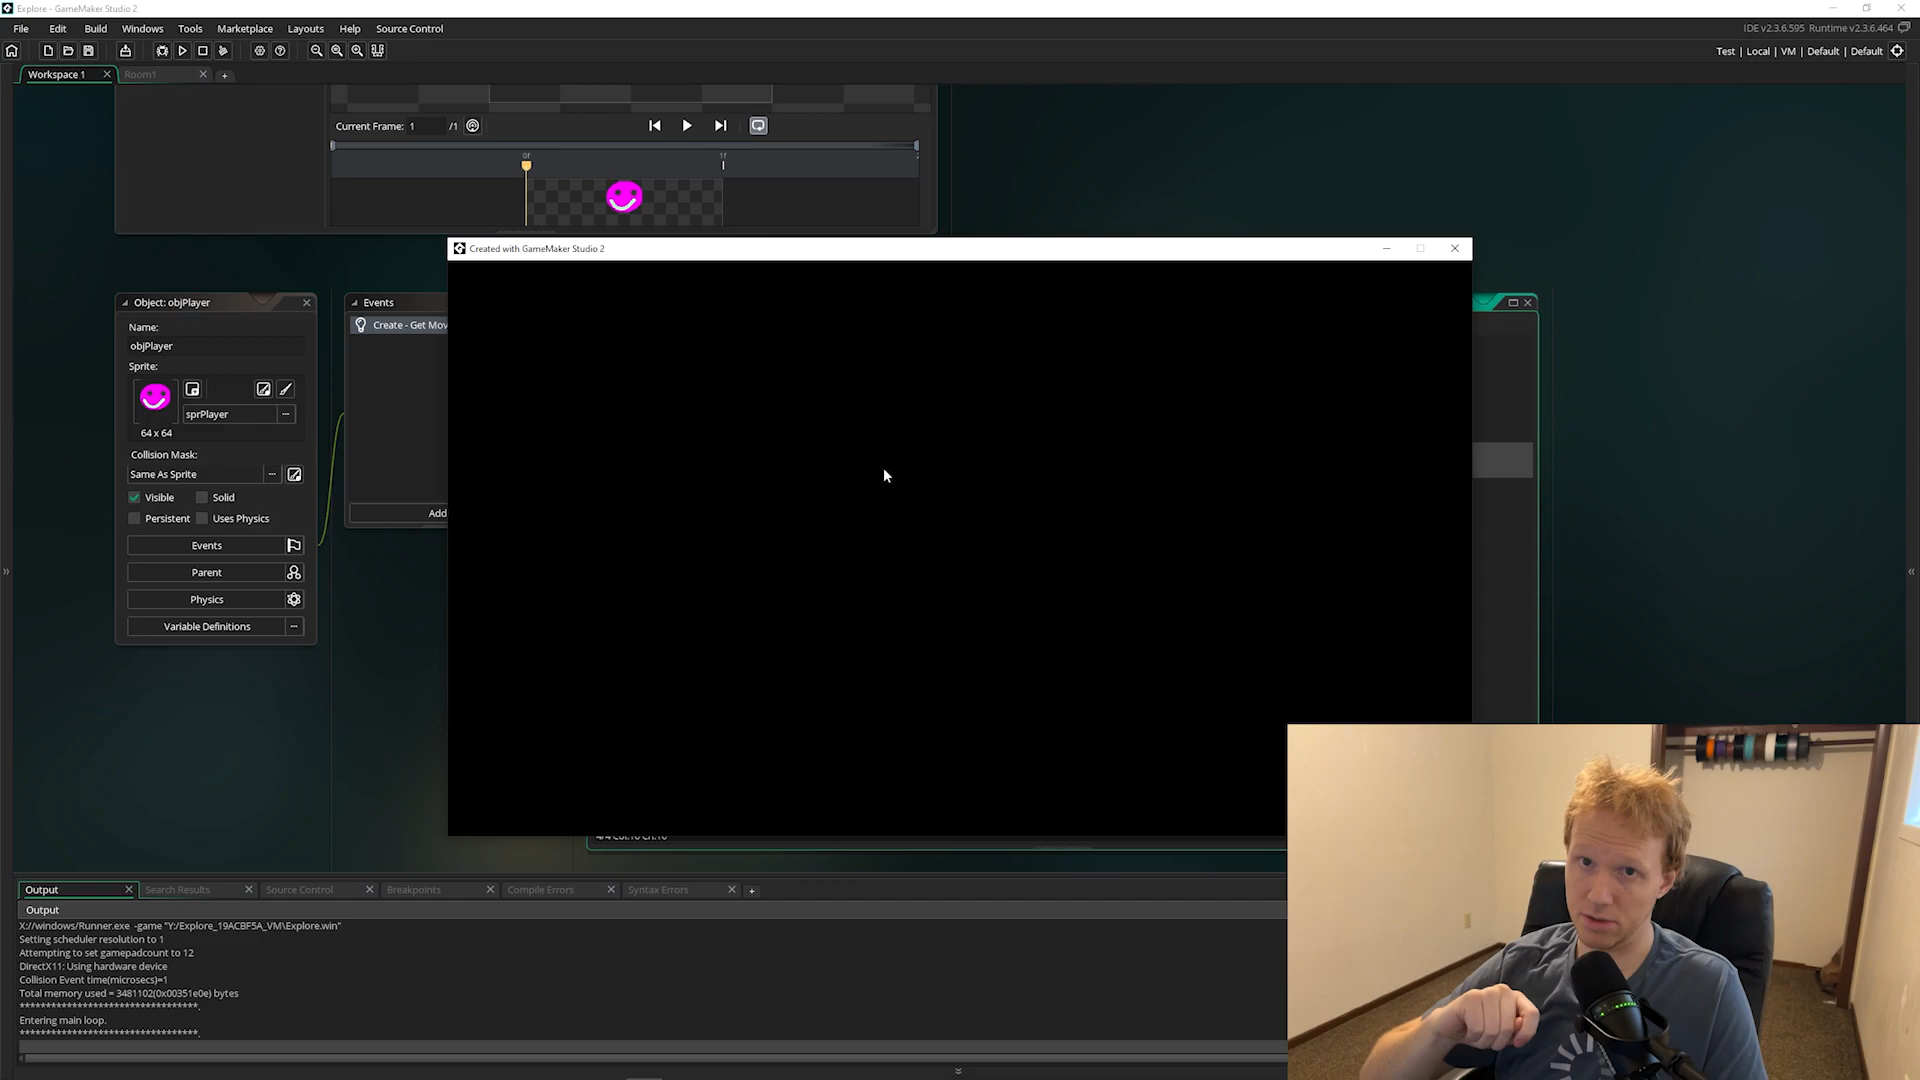 Explore - GameMaker Studio 2
File Edit Build Windows Tools Marketplace Layouts Help Source Control
IDE v2.3.6.595 Runtime v2.3.6.464
Test | Local | VM | Default | Default
Workspace 1
Room1
Current Frame: 1 /1
0f
1f
Created with GameMaker Studio 2
Object: objPlayer
Events
Name:
Create - Get Mov
objPlayer
Sprite:
sprPlayer
64 x 64
Collision Mask:
Same As Sprite
Visible
Solid
Add
Persistent
Uses Physics
Events
Parent
Physics
Variable Definitions
Output
Search Results
Source Control
Breakpoints
Compile Errors
Syntax Errors
Output
X://windows/Runner.exe -game "Y:/Explore_19ACBF5A_VM\Explore.win"
Setting scheduler resolution to 1
Attempting to set gamepadcount to 12
DirectX11: Using hardware device
Collision Event time(microsecs)=1
Total memory used = 3481102(0x00351e0e) bytes
***********************************.
Entering main loop.
***********************************.